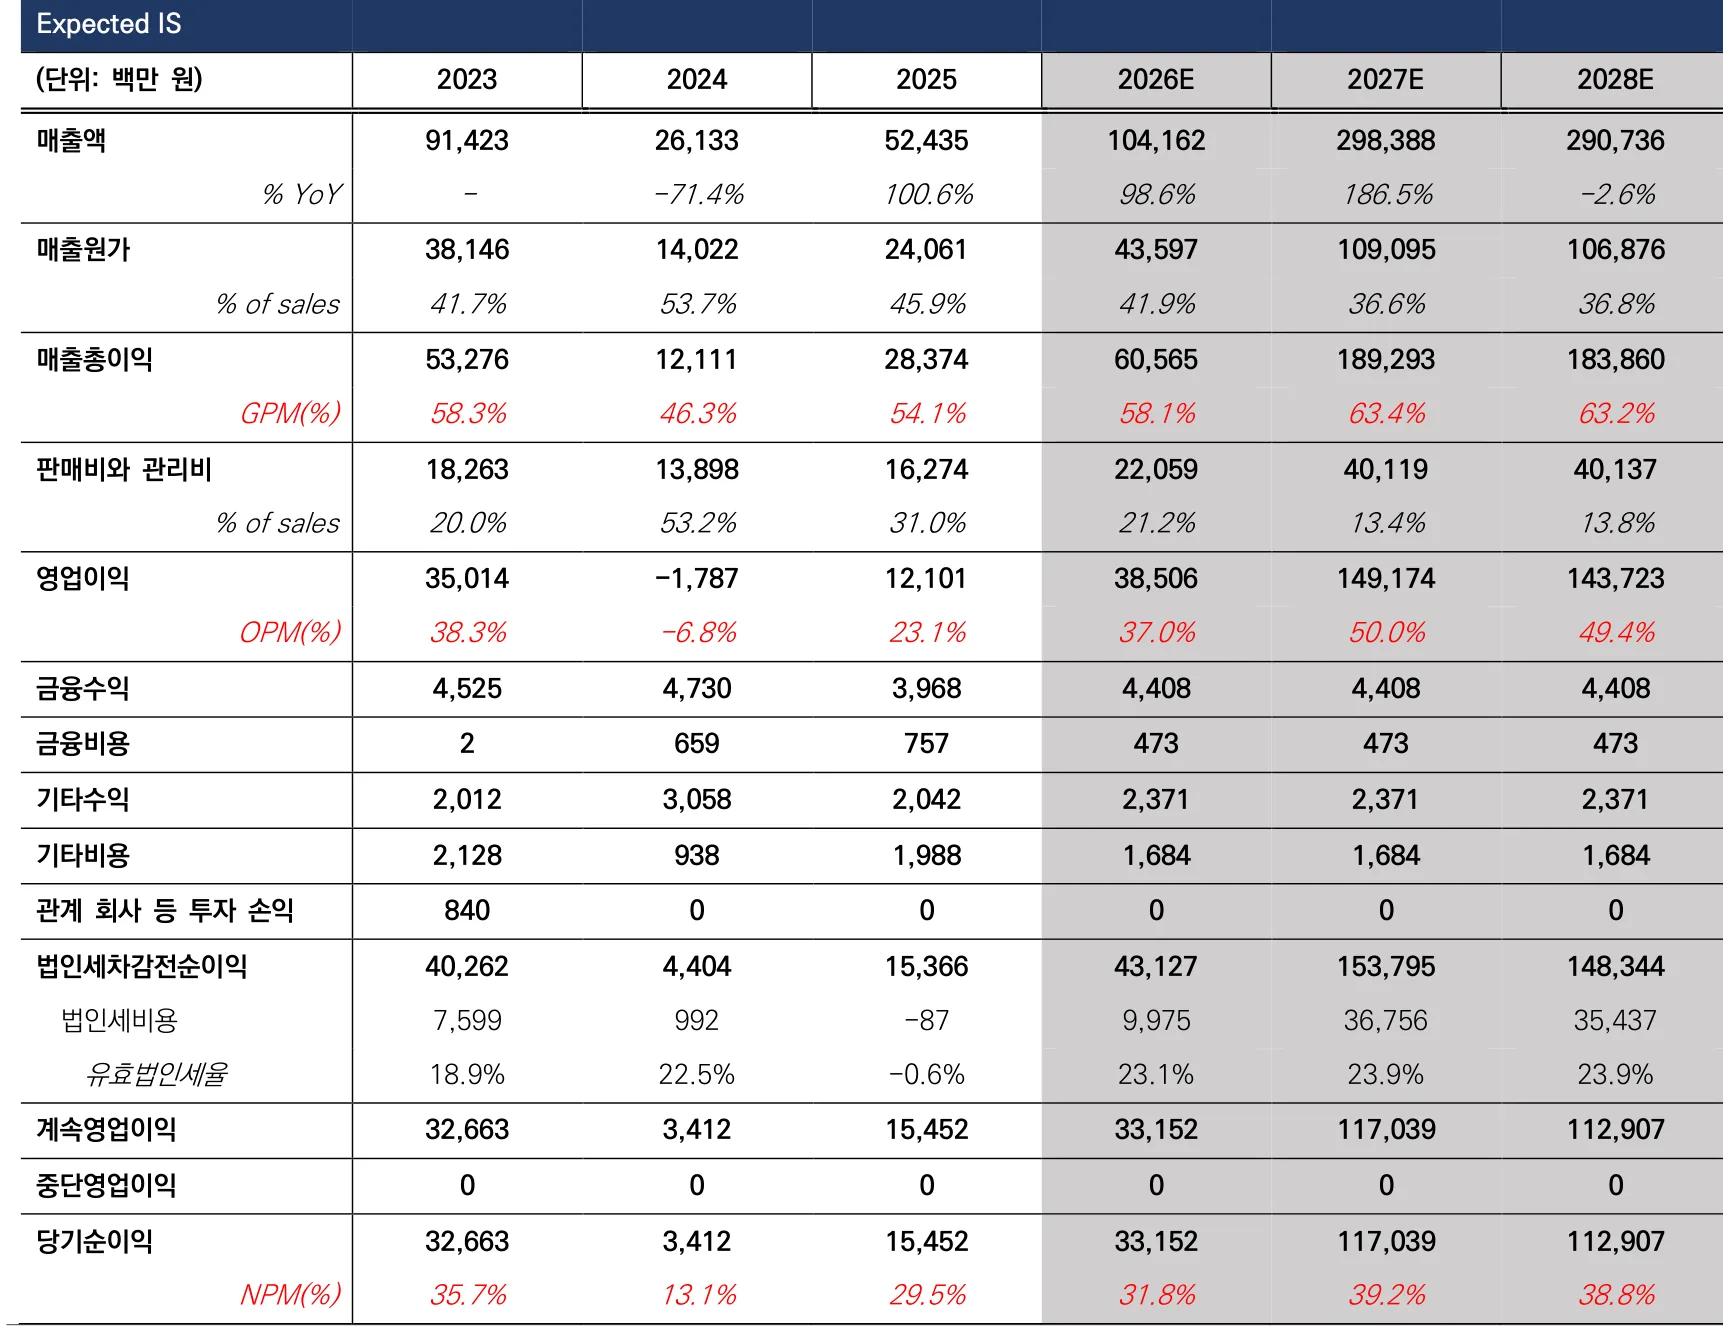 Expected IS
(단위: 백만 원) 2023 2024 2025 2026E 2027E 2028E
매출액 91,423 26,133 52,435 104,162 298,388 290,736
% YoY - -71.4% 100.6% 98.6% 186.5% -2.6%
매출원가 38,146 14,022 24,061 43,597 109,095 106,876
% of sales 41.7% 53.7% 45.9% 41.9% 36.6% 36.8%
매출총이익 53,276 12,111 28,374 60,565 189,293 183,860
GPM(%) 58.3% 46.3% 54.1% 58.1% 63.4% 63.2%
판매비와 관리비 18,263 13,898 16,274 22,059 40,119 40,137
% of sales 20.0% 53.2% 31.0% 21.2% 13.4% 13.8%
영업이익 35,014 -1,787 12,101 38,506 149,174 143,723
OPM(%) 38.3% -6.8% 23.1% 37.0% 50.0% 49.4%
금융수익 4,525 4,730 3,968 4,408 4,408 4,408
금융비용 2 659 757 473 473 473
기타수익 2,012 3,058 2,042 2,371 2,371 2,371
기타비용 2,128 938 1,988 1,684 1,684 1,684
관계 회사 등 투자 손익 840 0 0 0 0 0
법인세차감전순이익 40,262 4,404 15,366 43,127 153,795 148,344
법인세비용 7,599 992 -87 9,975 36,756 35,437
유효법인세율 18.9% 22.5% -0.6% 23.1% 23.9% 23.9%
계속영업이익 32,663 3,412 15,452 33,152 117,039 112,907
중단영업이익 0 0 0 0 0 0
당기순이익 32,663 3,412 15,452 33,152 117,039 112,907
NPM(%) 35.7% 13.1% 29.5% 31.8% 39.2% 38.8%